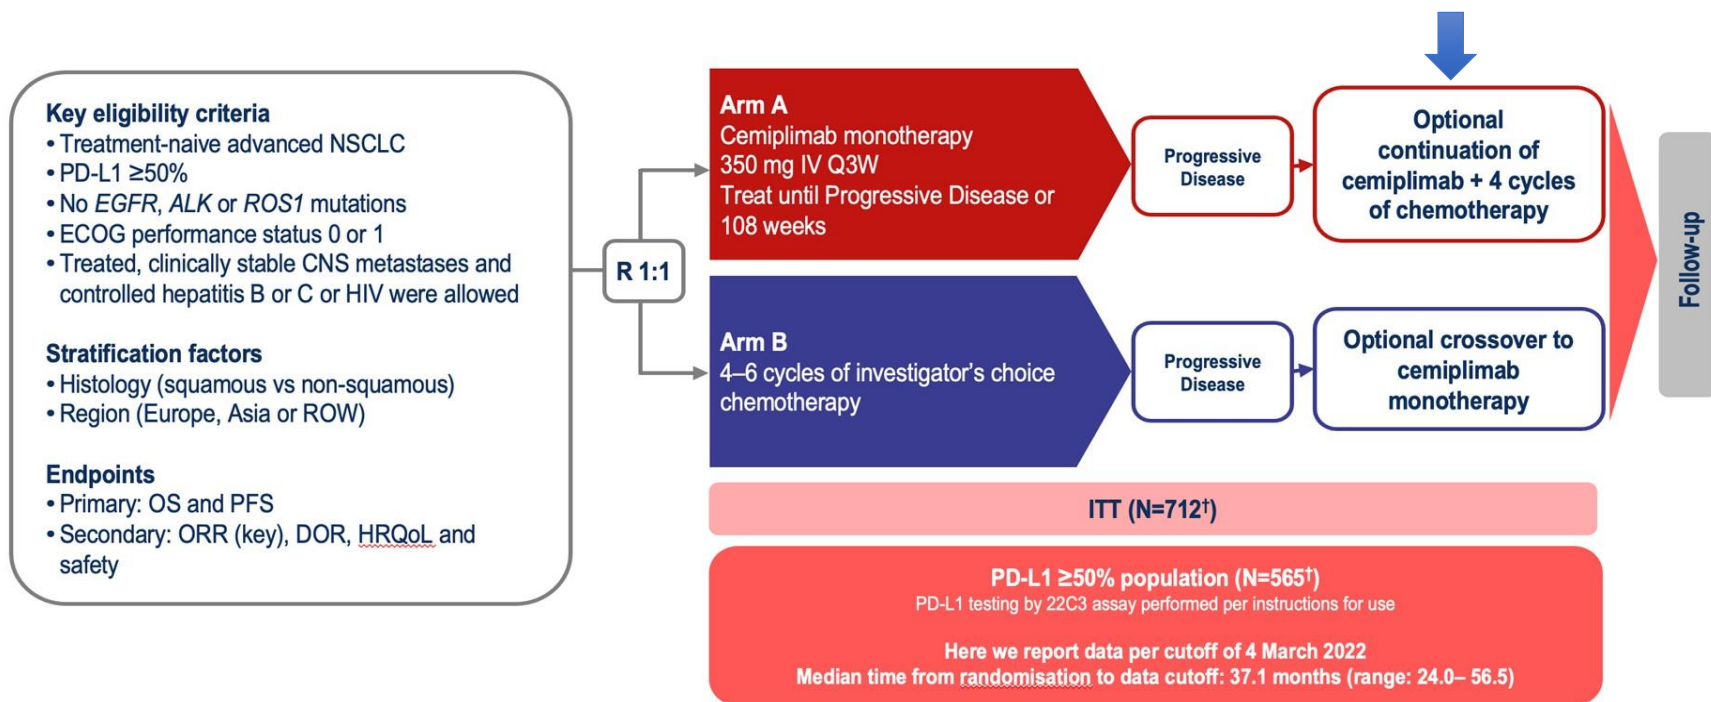 Key eligibility criteria
• Treatment-naive advanced NSCLC
• PD-L1 ≥50%
• No EGFR, ALK or ROS1 mutations
• ECOG performance status 0 or 1
• Treated, clinically stable CNS metastases and
controlled hepatitis B or C or HIV were allowed
Stratification factors
• Histology (squamous vs non-squamous)
• Region (Europe, Asia or ROW)
Endpoints
• Primary: OS and PFS
• Secondary: ORR (key), DOR, HRQoL and
safety
R 1:1
Arm A
Cemiplimab monotherapy
350 mg IV Q3W
Treat until Progressive Disease or
108 weeks
Progressive
Disease
Optional
continuation of
cemiplimab + 4 cycles
of chemotherapy
Arm B
4–6 cycles of investigator's choice
chemotherapy
Progressive
Disease
Optional crossover to
cemiplimab
monotherapy
Follow-up
ITT (N=712†)
PD-L1 ≥50% population (N=565†)
PD-L1 testing by 22C3 assay performed per instructions for use
Here we report data per cutoff of 4 March 2022
Median time from randomisation to data cutoff: 37.1 months (range: 24.0– 56.5)